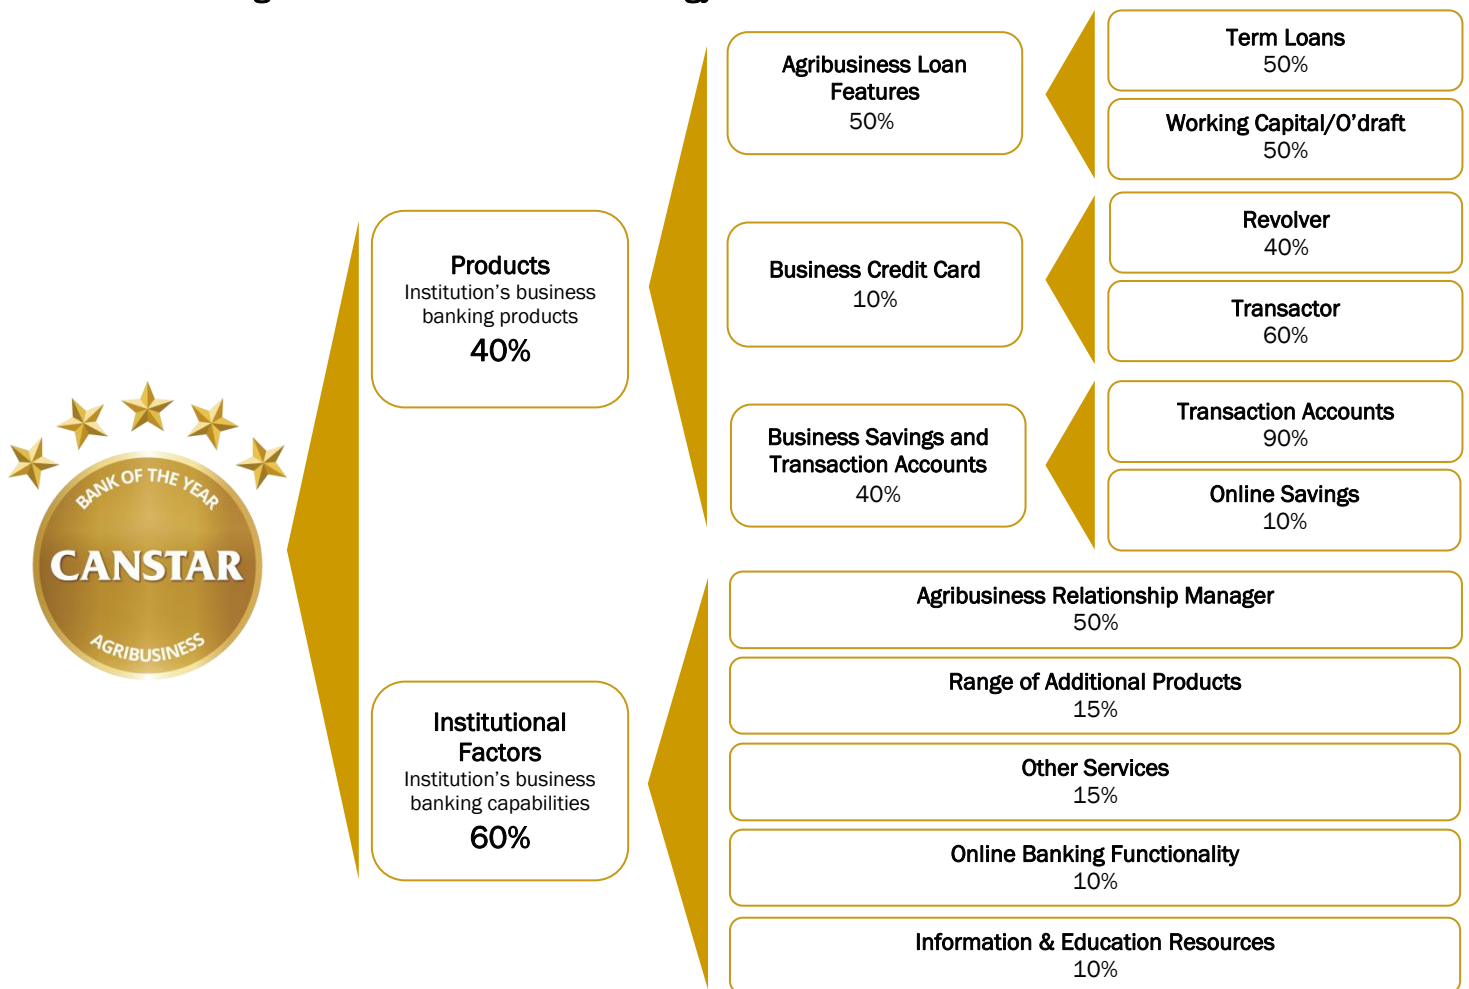 Agribusiness Loan
Features
50%
Term Loans
50%
Working Capital/O’draft
50%
Products
Institution’s business
banking products
40%
Business Credit Card
10%
Revolver
40%
Transactor
60%
Business Savings and
Transaction Accounts
40%
Transaction Accounts
90%
Online Savings
10%
BANK OF THE YEAR
CANSTAR
AGRIBUSINESS
Institutional
Factors
Institution’s business
banking capabilities
60%
Agribusiness Relationship Manager
50%
Range of Additional Products
15%
Other Services
15%
Online Banking Functionality
10%
Information & Education Resources
10%